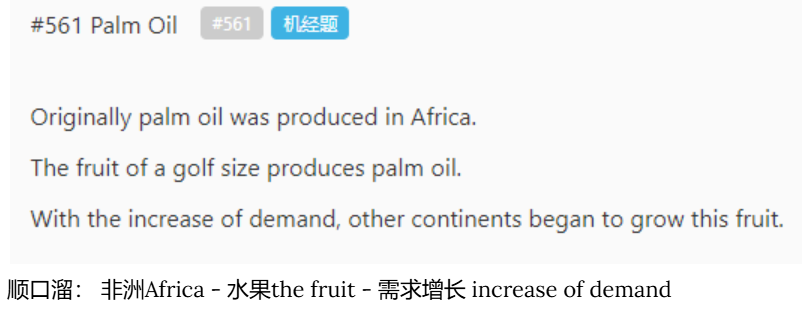 #561 Palm Oil #561 机经题
Originally palm oil was produced in Africa.
The fruit of a golf size produces palm oil.
With the increase of demand, other continents began to grow this fruit.
顺口溜： 非洲Africa - 水果the fruit - 需求增长 increase of demand